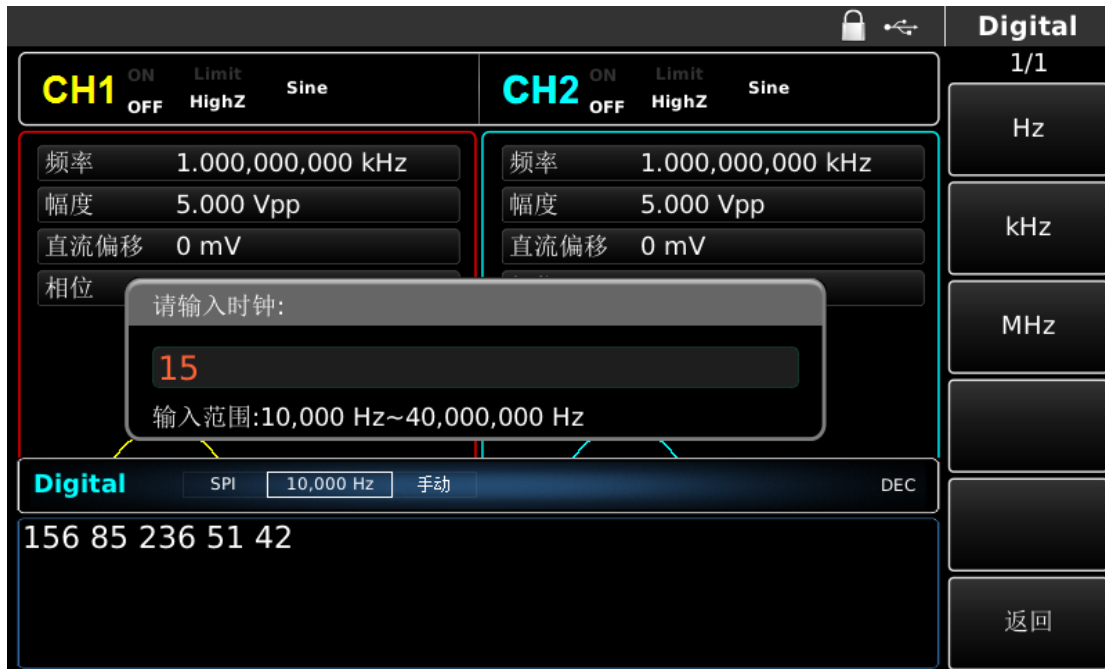 Digital
1/1
CH1 ON OFF Limit HighZ Sine
CH2 ON OFF Limit HighZ Sine
频率 1.000,000,000 kHz
幅度 5.000 Vpp
直流偏移 0 mV
相位
频率 1.000,000,000 kHz
幅度 5.000 Vpp
直流偏移 0 mV
请输入时钟:
15
输入范围:10,000 Hz~40,000,000 Hz
Digital SPI 10,000 Hz 手动 DEC
156 85 236 51 42
Hz
kHz
MHz
返回